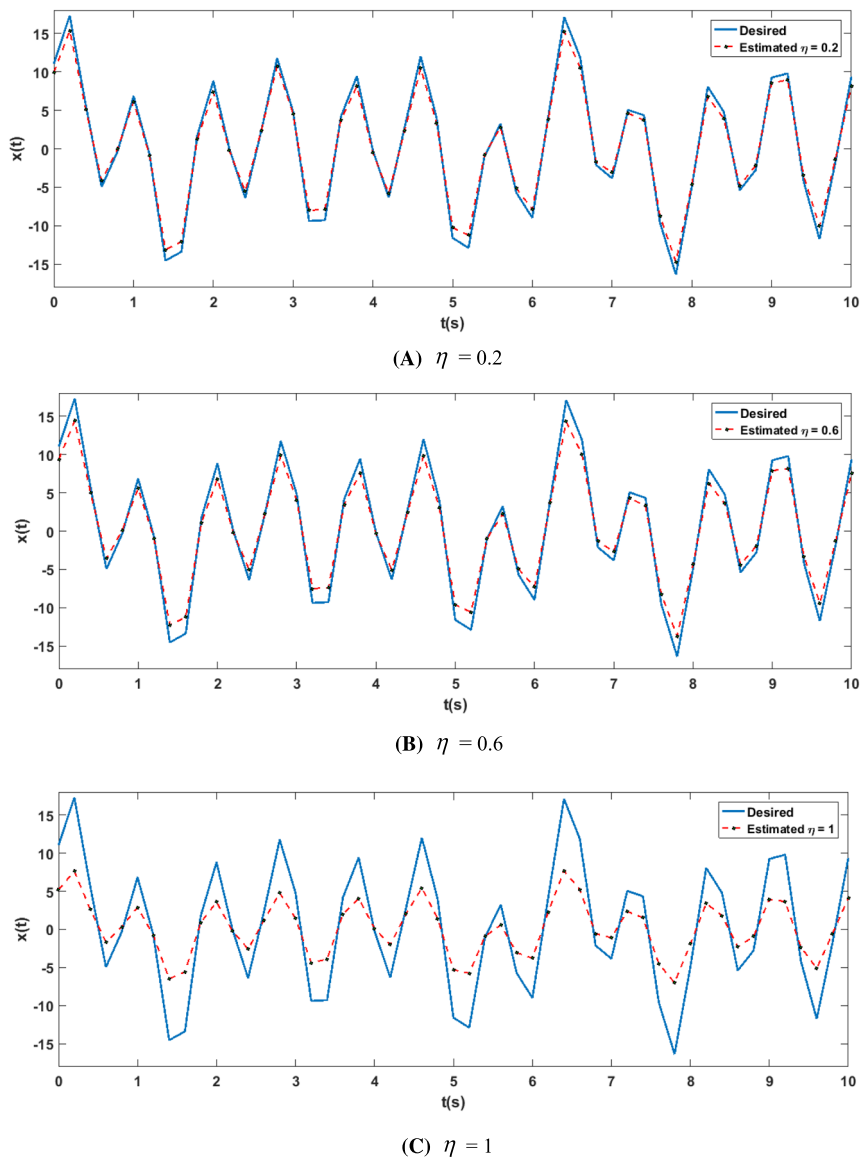 15
10
5
0
-5
-10
-15
x(t)
Desired
Estimated η = 0.2
0 1 2 3 4 5 6 7 8 9 10
t(s)
(A) η = 0.2
15
10
5
0
-5
-10
-15
x(t)
Desired
Estimated η = 0.6
0 1 2 3 4 5 6 7 8 9 10
t(s)
(B) η = 0.6
15
10
5
0
-5
-10
-15
x(t)
Desired
Estimated η = 1
0 1 2 3 4 5 6 7 8 9 10
t(s)
(C) η = 1